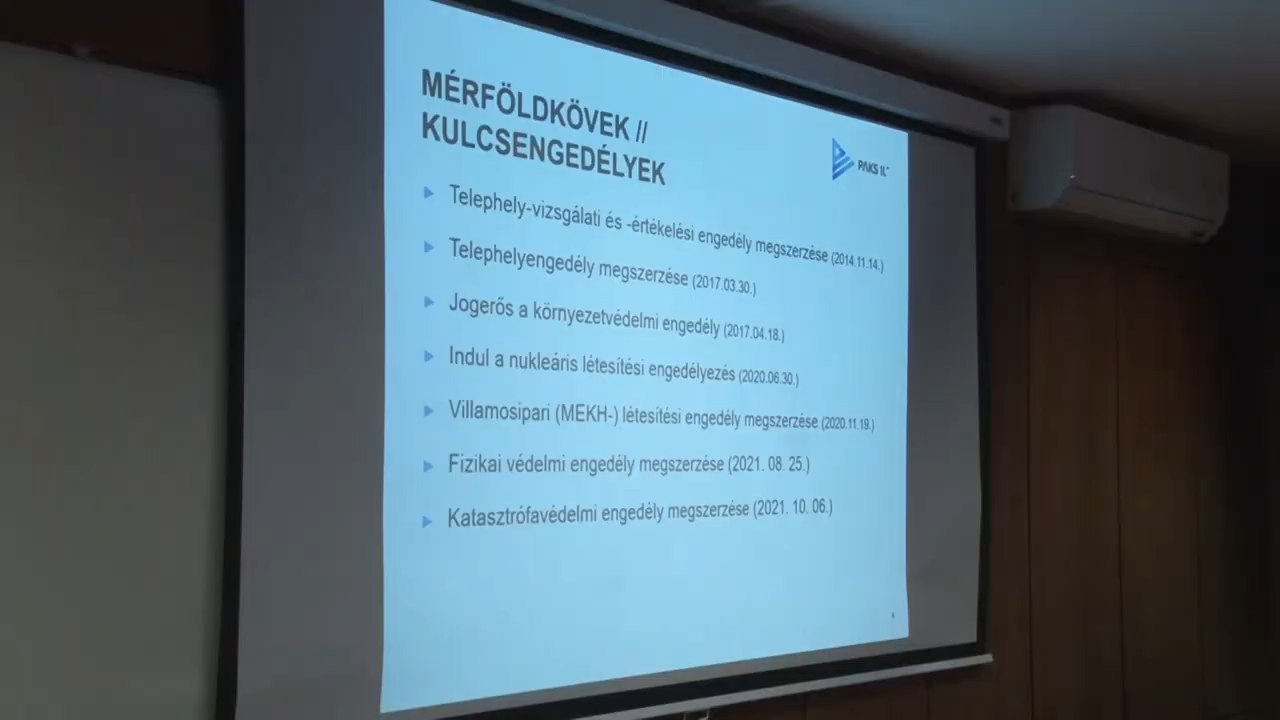 MÉRFÖLDKÖVEK //
KULCSENGEDÉLYEK
PAKS II.
Telephely-vizsgálati és -értékelési engedély megszerzése (2014.11.14.)
Telephelyengedély megszerzése (2017.03.30.)
Jogerős a környezetvédelmi engedély (2017.04.18.)
Indul a nukleáris létesítési engedélyezés (2020.06.30.)
Villamosipari (MEKH-) létesítési engedély megszerzése (2020.11.19.)
Fizikai védelmi engedély megszerzése (2021. 08. 25.)
Katasztrófavédelmi engedély megszerzése (2021. 10. 06.)